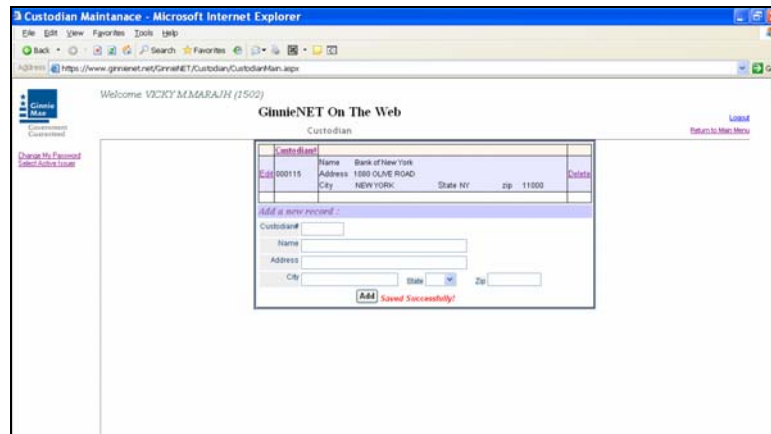 Custodian Maintanace - Microsoft Internet Explorer
File Edit View Favorites Tools Help
Back Search Favorites
Address https://www.ginnienet.net/GinnieNET/Custodian/CustodianMain.aspx
Welcome VICKY M.MARAJH (1502)
Ginnie Mae
Government Guaranteed
GinnieNET On The Web
Custodian
Logout
Return to Main Menu
Change My Password
Select Active Issuer
Custodian#
Edit 000115 Name Bank of New York Delete
Address 1080 OLIVE ROAD
City NEW YORK State NY zip 11000
Add a new record :
Custodian#
Name
Address
City State Zip
Add Saved Successfully!